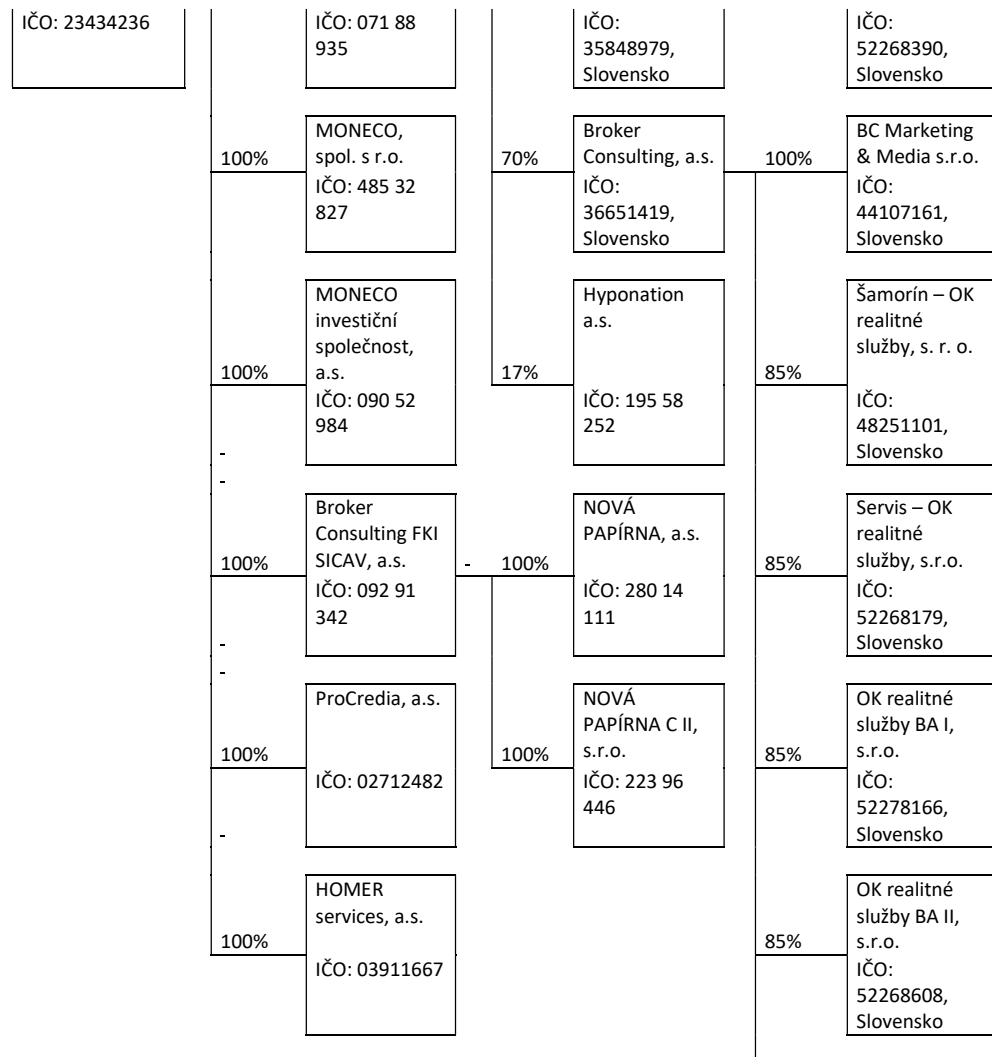 IČO: 23434236
IČO: 071 88
935
IČO:
35848979,
Slovensko
IČO:
52268390,
Slovensko
100%
MONECO,
spol. s r.o.
IČO: 485 32
827
70%
Broker
Consulting, a.s.
IČO:
36651419,
Slovensko
100%
BC Marketing
& Media s.r.o.
IČO:
44107161,
Slovensko
100%
MONECO
investiční
společnost,
a.s.
IČO: 090 52
984
17%
Hyponation
a.s.
IČO: 195 58
252
85%
Šamorín – OK
realitné
služby, s. r. o.
IČO:
48251101,
Slovensko
-
-
100%
Broker
Consulting FKI
SICAV, a.s.
IČO: 092 91
342
-
100%
NOVÁ
PAPÍRNA, a.s.
IČO: 280 14
111
85%
Servis – OK
realitné
služby, s.r.o.
IČO:
52268179,
Slovensko
-
-
100%
ProCredia, a.s.
IČO: 02712482
100%
NOVÁ
PAPÍRNA C II,
s.r.o.
IČO: 223 96
446
85%
OK realitné
služby BA I,
s.r.o.
IČO:
52278166,
Slovensko
-
100%
HOMER
services, a.s.
IČO: 03911667
85%
OK realitné
služby BA II,
s.r.o.
IČO:
52268608,
Slovensko